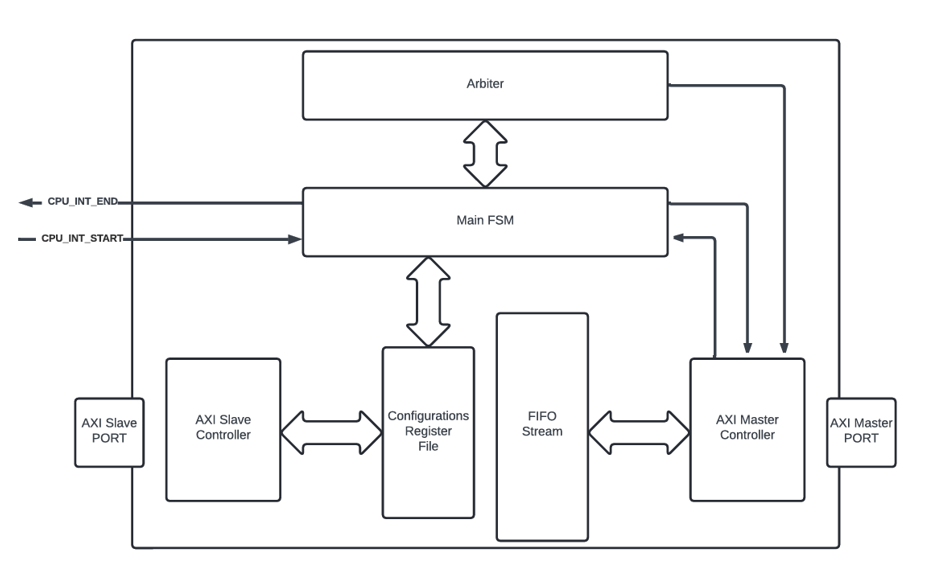 Arbiter
CPU_INT_END
Main FSM
CPU_INT_START
AXI Slave
PORT
AXI Slave
Controller
Configurations
Register
File
FIFO
Stream
AXI Master
Controller
AXI Master
PORT